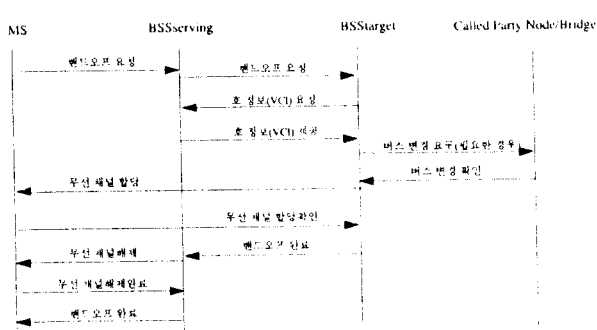 MS
BSSserving
BSStarget
Called Party Node/Bridge
핸드오프 요청
핸드오프 요청
호 정보(VCI) 요청
호 정보(VCI) 제공
버스 변경 요구(필요한 경우)
버스 변경 확인
무선 채널 할당
무선 채널 할당확인
핸드오프 완료
무선 채널해제
무선 채널해제완료
핸드오프 완료